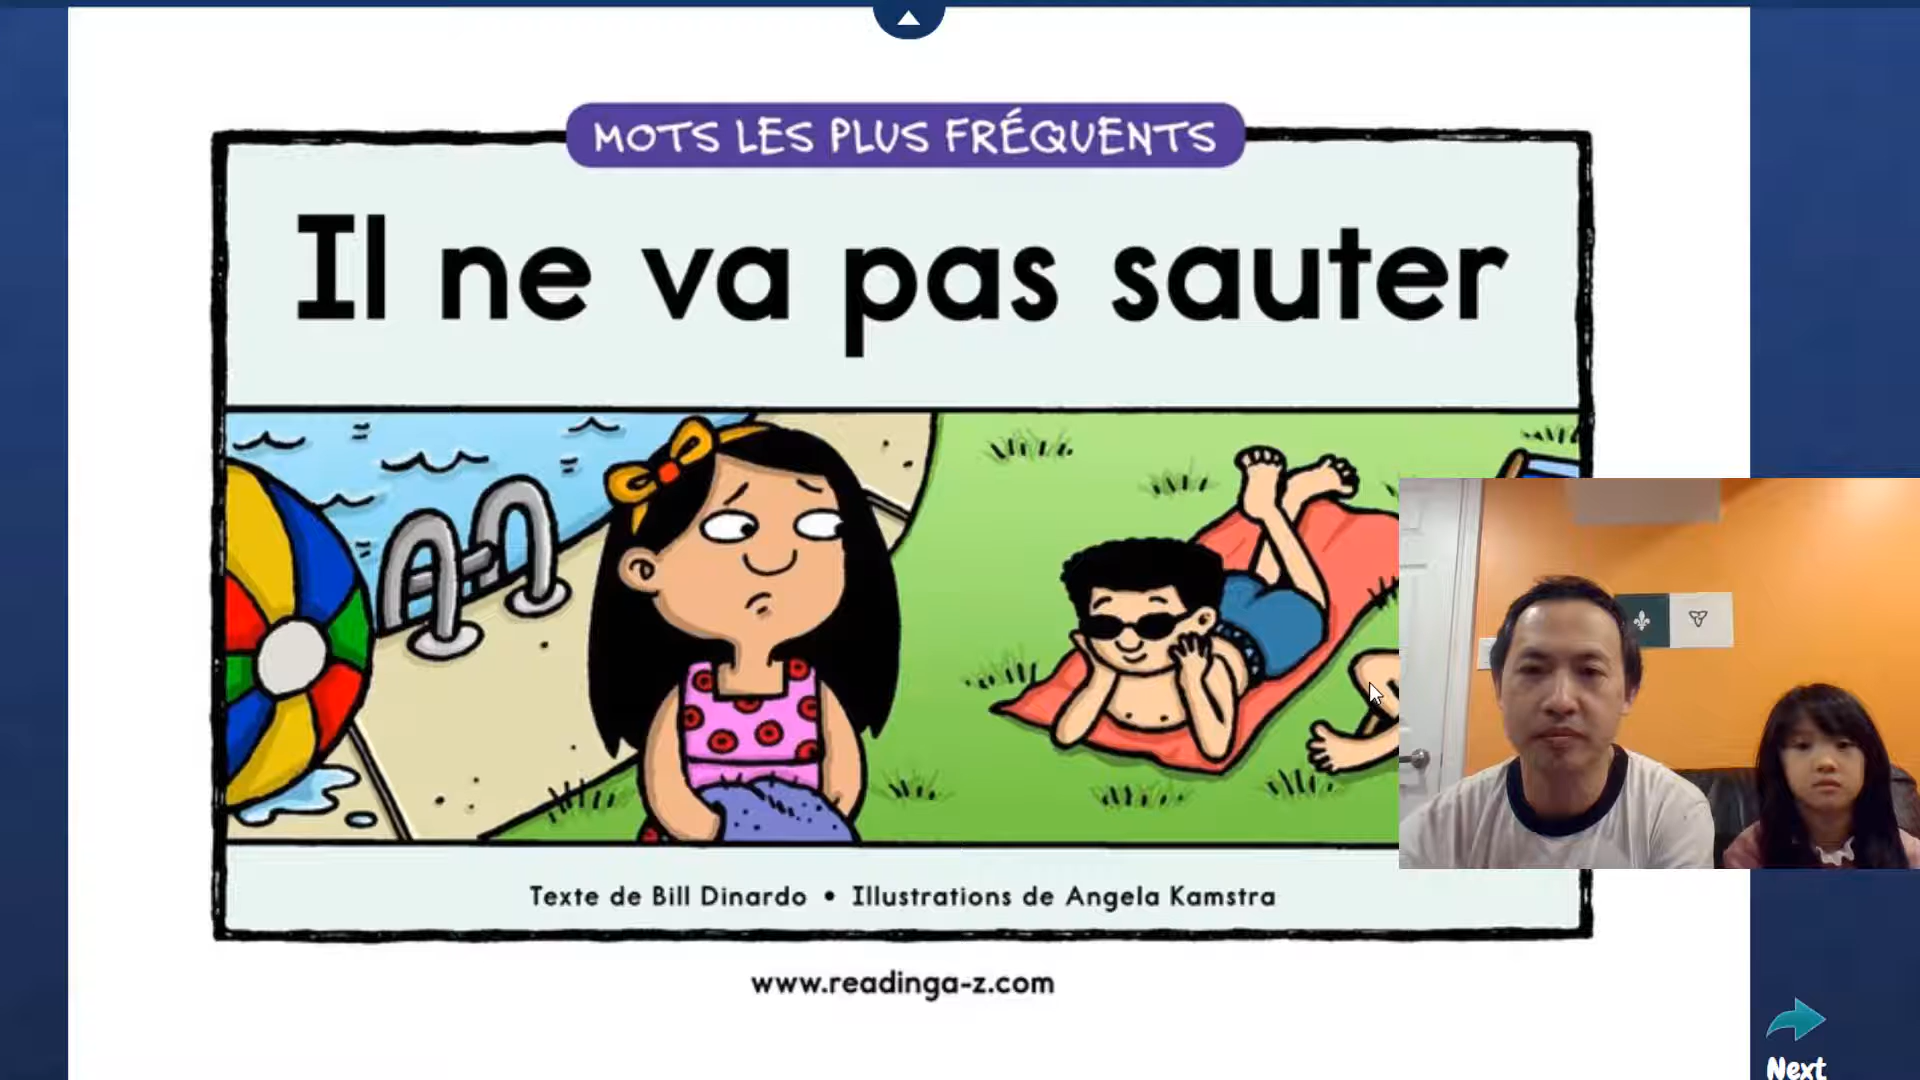 MOTS LES PLUS FRÉQUENTS
Il ne va pas sauter
Texte de Bill Dinardo • Illustrations de Angela Kamstra
www.readinga-z.com
Next